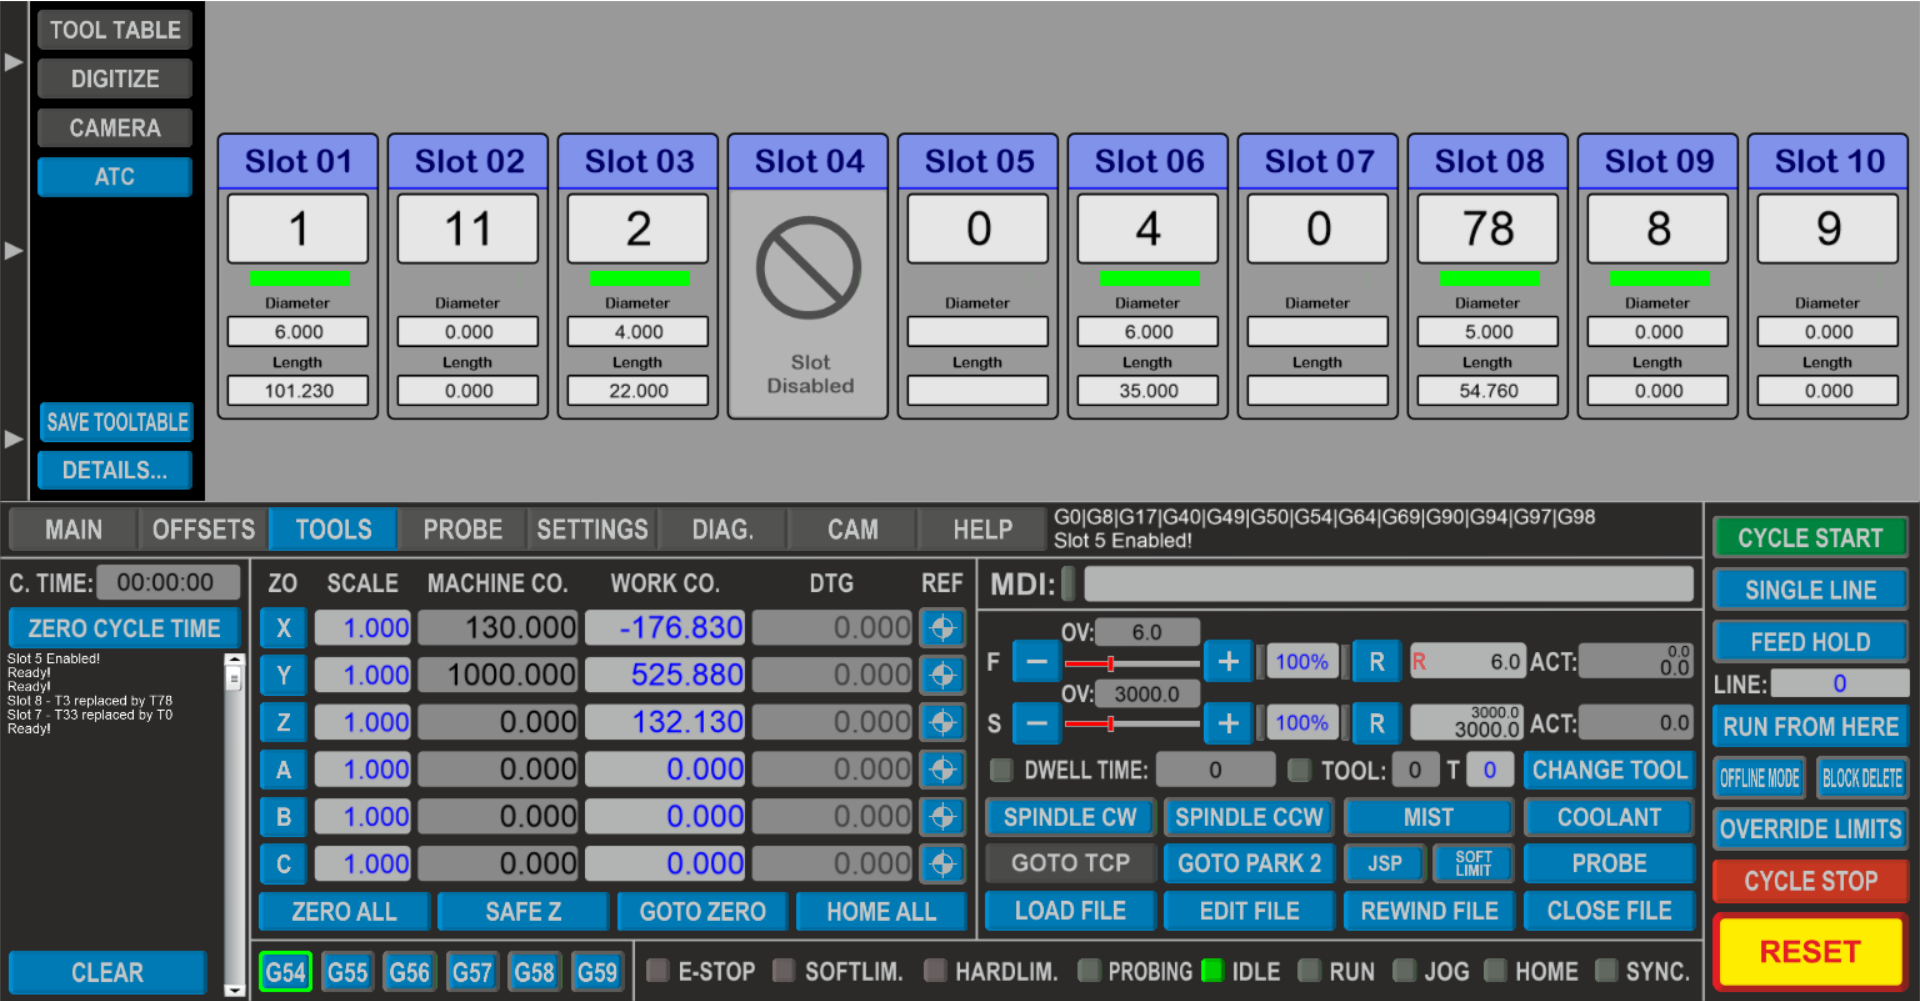 TOOL TABLE
DIGITIZE
CAMERA
ATC
SAVE TOOLTABLE
DETAILS...
Slot 01 Slot 02 Slot 03 Slot 04 Slot 05 Slot 06 Slot 07 Slot 08 Slot 09 Slot 10
1 11 2 0 4 0 78 8 9
Diameter Diameter Diameter Diameter Diameter Diameter Diameter Diameter Diameter
6.000 0.000 4.000 6.000 5.000 0.000 0.000
Length Length Length Slot Length Length Length Length Length Length
Disabled
101.230 0.000 22.000 35.000 54.760 0.000 0.000
MAIN OFFSETS TOOLS PROBE SETTINGS DIAG. CAM HELP
G0|G8|G17|G40|G49|G50|G54|G64|G69|G90|G94|G97|G98
Slot 5 Enabled!
C. TIME: 00:00:00
ZERO CYCLE TIME
Slot 5 Enabled!
Ready!
Ready!
Slot 8 - T3 replaced by T78
Slot 7 - T33 replaced by T0
Ready!
CLEAR
ZO SCALE MACHINE CO. WORK CO. DTG REF
X 1.000 130.000 -176.830 0.000
Y 1.000 1000.000 525.880 0.000
Z 1.000 0.000 132.130 0.000
A 1.000 0.000 0.000 0.000
B 1.000 0.000 0.000 0.000
C 1.000 0.000 0.000 0.000
ZERO ALL SAFE Z GOTO ZERO HOME ALL
MDI:
OV: 6.0
F − + 100% R R 6.0 ACT: 0.0
0.0
OV: 3000.0
S − + 100% R 3000.0
3000.0 ACT: 0.0
DWELL TIME: 0 TOOL: 0 T 0 CHANGE TOOL
SPINDLE CW SPINDLE CCW MIST COOLANT
GOTO TCP GOTO PARK 2 JSP SOFT
LIMIT PROBE
LOAD FILE EDIT FILE REWIND FILE CLOSE FILE
G54 G55 G56 G57 G58 G59
E-STOP SOFTLIM. HARDLIM. PROBING IDLE RUN JOG HOME SYNC.
CYCLE START
SINGLE LINE
FEED HOLD
LINE: 0
RUN FROM HERE
OFFLINE MODE BLOCK DELETE
OVERRIDE LIMITS
CYCLE STOP
RESET